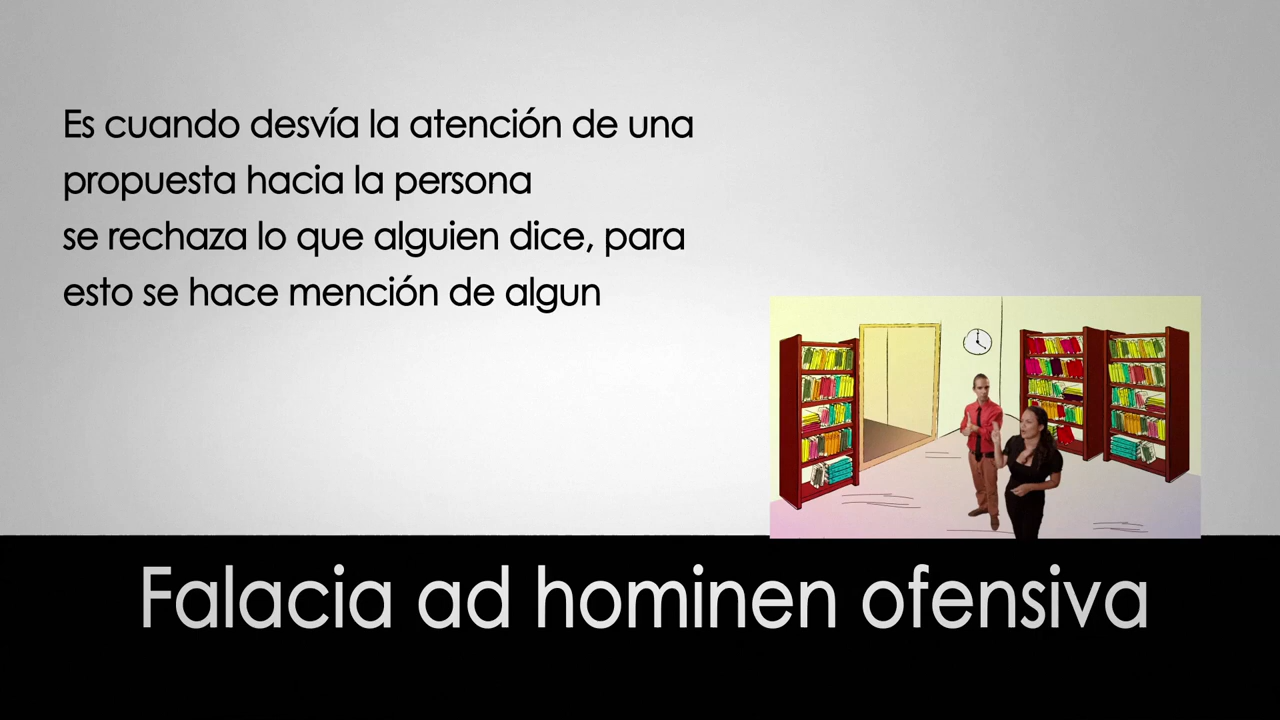 Es cuando desvía la atención de una
propuesta hacia la persona
se rechaza lo que alguien dice, para
esto se hace mención de algun
Falacia ad hominen ofensiva